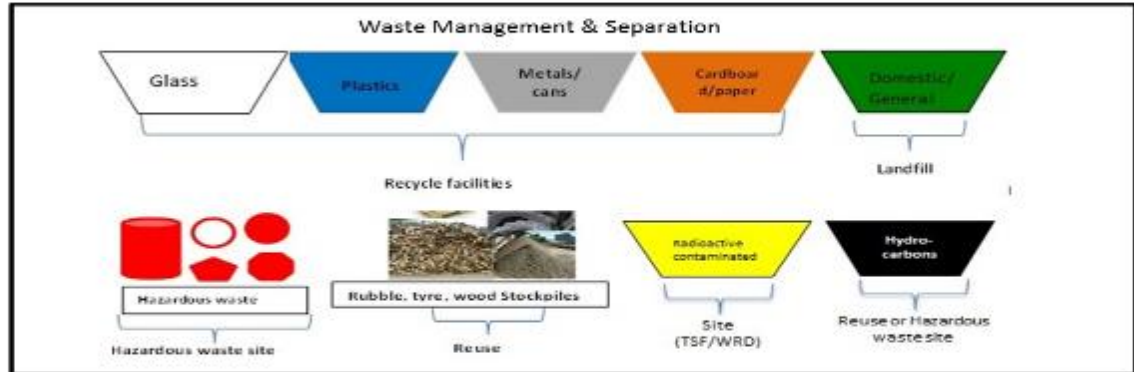 Waste Management & Separation
Glass
Plastics
Metals/
cans
Cardboar
d/paper
Domestic/
General
Recycle facilities
Landfill
Hazardous waste
Rubble, tyre, wood Stockpiles
Radioactive
contaminated
Hydro-
carbons
Hazardous waste site
Reuse
Site
(TSF/WRD)
Reuse or Hazardous
waste site